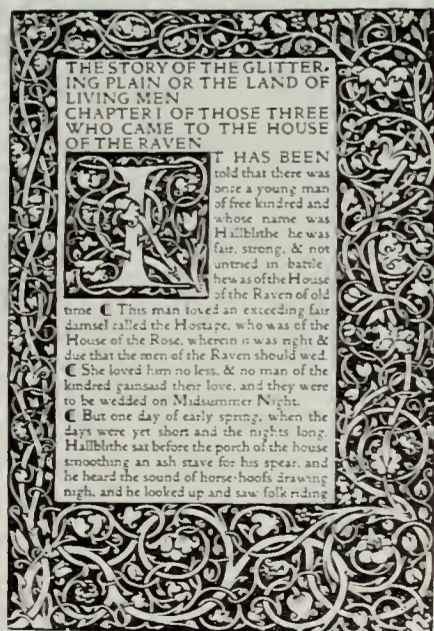 THE STORY OF THE GLITTER-
ING PLAIN OR THE LAND OF
LIVING MEN
CHAPTER I OF THOSE THREE
WHO CAME TO THE HOUSE
OF THE RAVEN
IT HAS BEEN
told that there was
once a young man
of free kindred and
whose name was
Hallblithe he was
fair, strong, & not
untried in battle
he was of the House
of the Raven of old
time ¶ This man loved an exceeding fair
damsel called the Hostage, who was of the
House of the Rose, wherein it was right &
due that the men of the Raven should wed.
¶ She loved him no less, & no man of the
kindred gainsaid their love, and they were
to be wedded on Midsummer Night.
¶ But one day of early spring, when the
days were yet short and the nights long,
Hallblithe sat before the porch of the house
smoothing an ash stave for his spear, and
he heard the sound of horse-hoofs drawing
nigh, and he looked up and saw folk riding